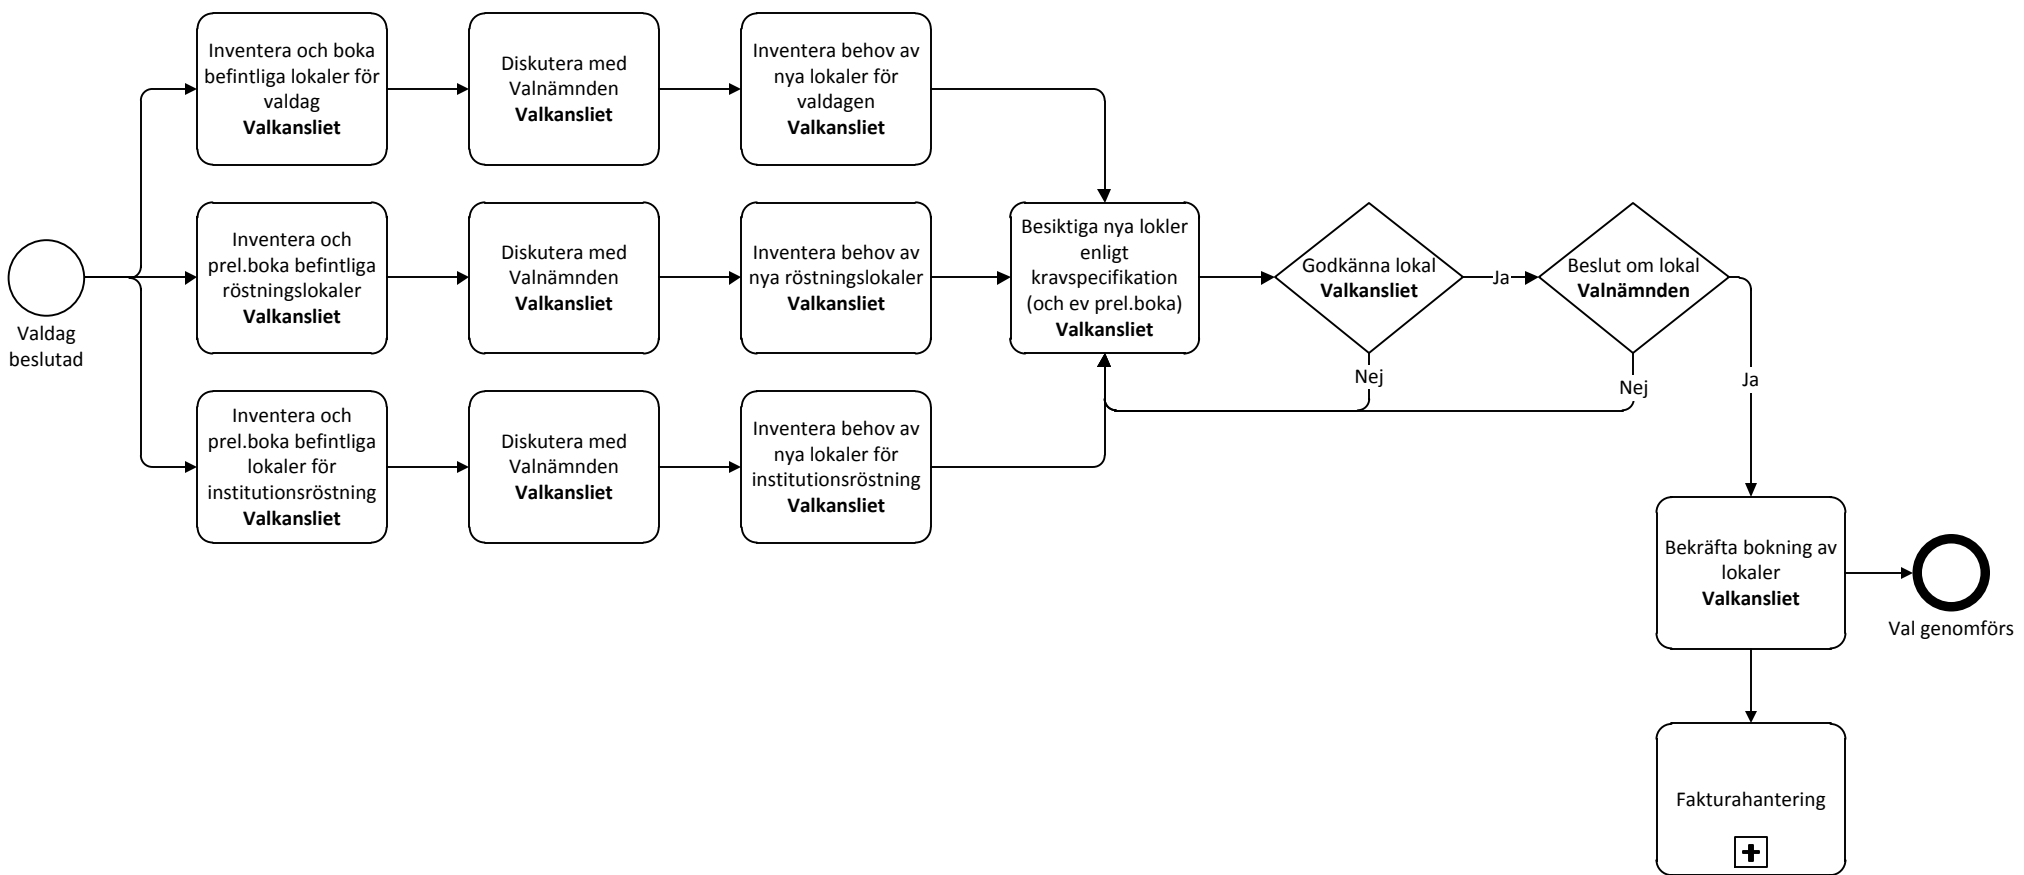 Valdag
beslutad
Inventera och boka
befintliga lokaler för
valdag
Valkansliet
Diskutera med
Valnämnden
Valkansliet
Inventera behov av
nya lokaler för
valdagen
Valkansliet
Inventera och
prel.boka befintliga
röstningslokaler
Valkansliet
Diskutera med
Valnämnden
Valkansliet
Inventera behov av
nya röstningslokaler
Valkansliet
Inventera och
prel.boka befintliga
lokaler för
institutionsröstning
Valkansliet
Diskutera med
Valnämnden
Valkansliet
Inventera behov av
nya lokaler för
institutionsröstning
Valkansliet
Besiktiga nya lokler
enligt
kravspecifikation
(och ev prel.boka)
Valkansliet
Godkänna lokal
Valkansliet
Ja
Nej
Beslut om lokal
Valnämnden
Nej
Ja
Bekräfta bokning av
lokaler
Valkansliet
Val genomförs
Fakturahantering